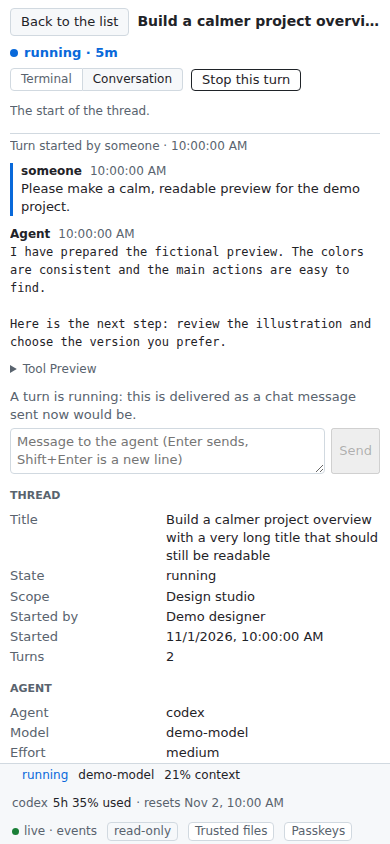 Back to the list Build a calmer project overvi...
running · 5m
Terminal Conversation Stop this turn
The start of the thread.
Turn started by someone · 10:00:00 AM
someone 10:00:00 AM
Please make a calm, readable preview for the demo
project.
Agent 10:00:00 AM
I have prepared the fictional preview. The colors
are consistent and the main actions are easy to
find.
Here is the next step: review the illustration and
choose the version you prefer.
Tool Preview
A turn is running: this is delivered as a chat message
sent now would be.
Message to the agent (Enter sends,
Shift+Enter is a new line)
Send
THREAD
Title Build a calmer project overview
with a very long title that should
still be readable
State running
Scope Design studio
Started by Demo designer
Started 11/1/2026, 10:00:00 AM
Turns 2
AGENT
Agent codex
Model demo-model
Effort medium
running demo-model 21% context
codex 5h 35% used · resets Nov 2, 10:00 AM
live · events read-only Trusted files Passkeys